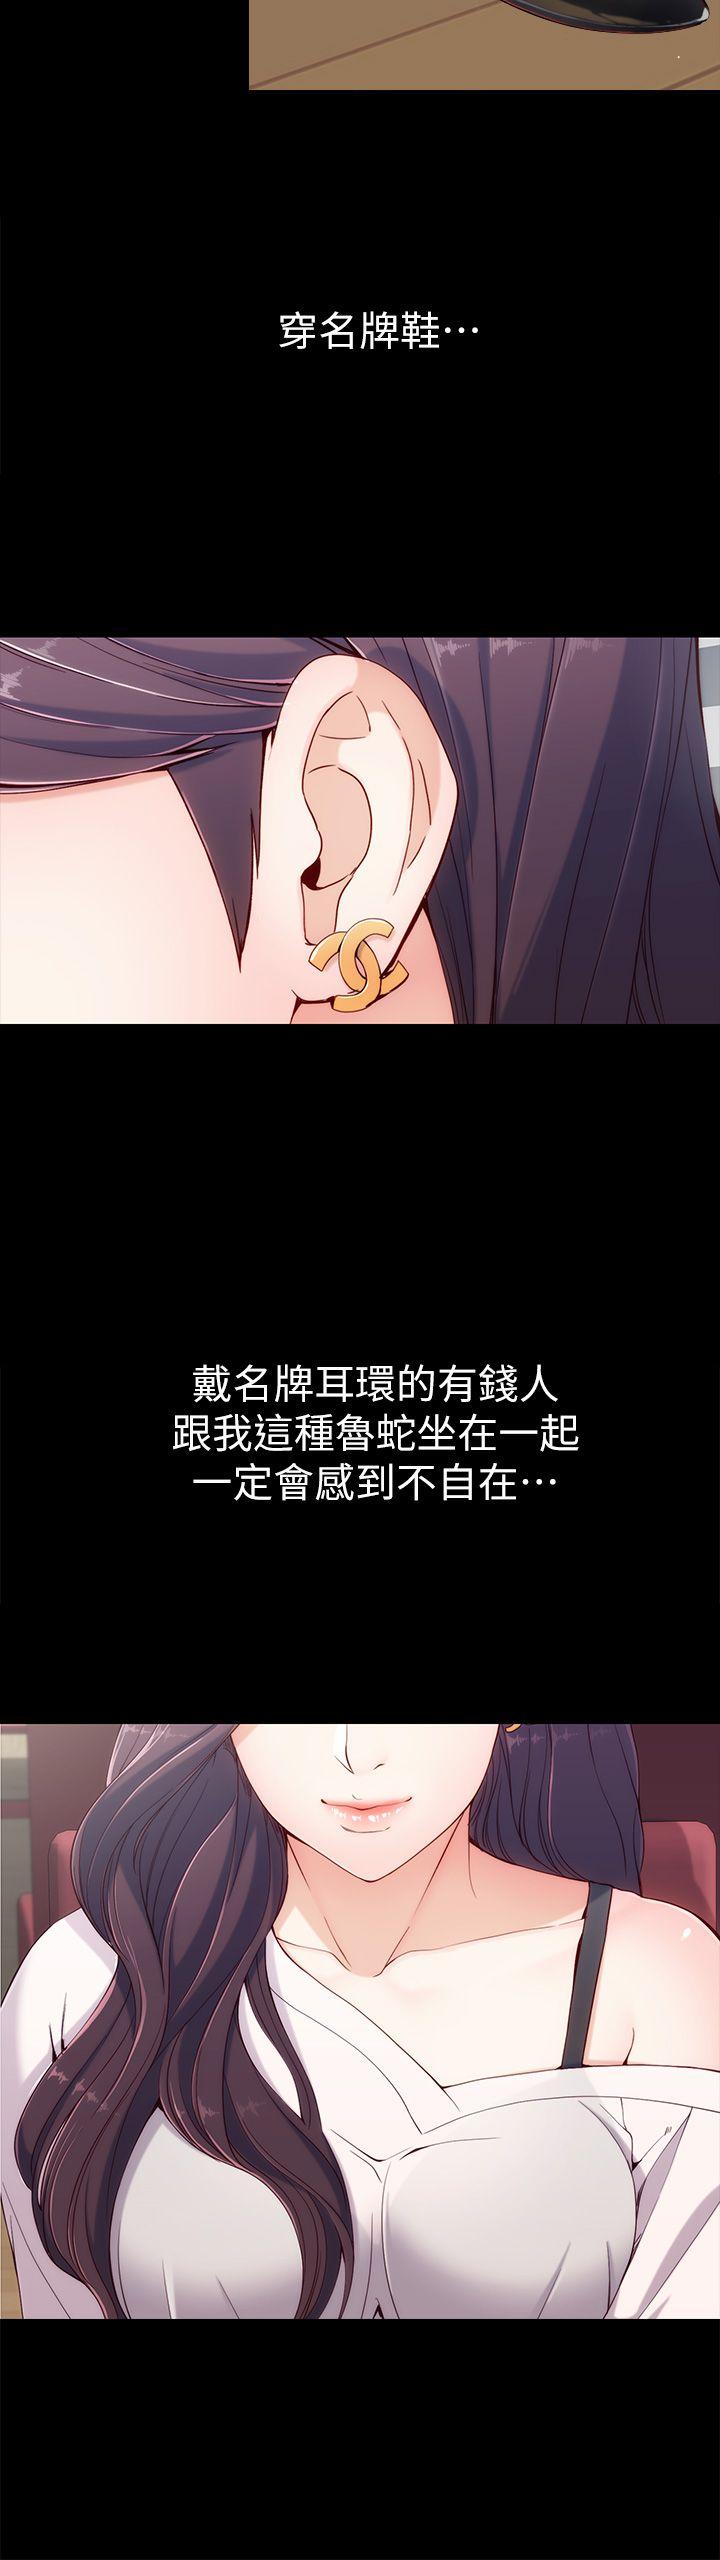 穿名牌鞋⋯
戴名牌耳環的有錢人
跟我這種魯蛇坐在一起
一定會感到不自在⋯